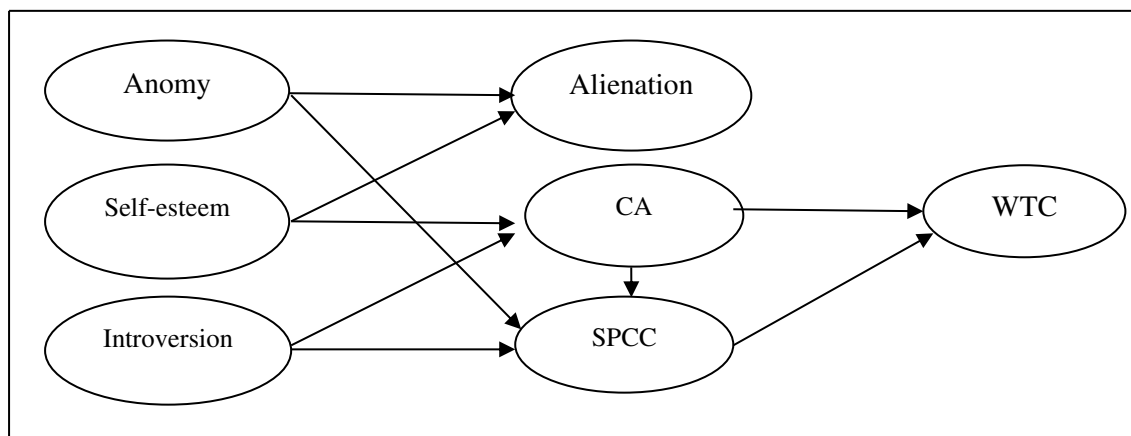 Anomy
Alienation
Self-esteem
CA
WTC
Introversion
SPCC